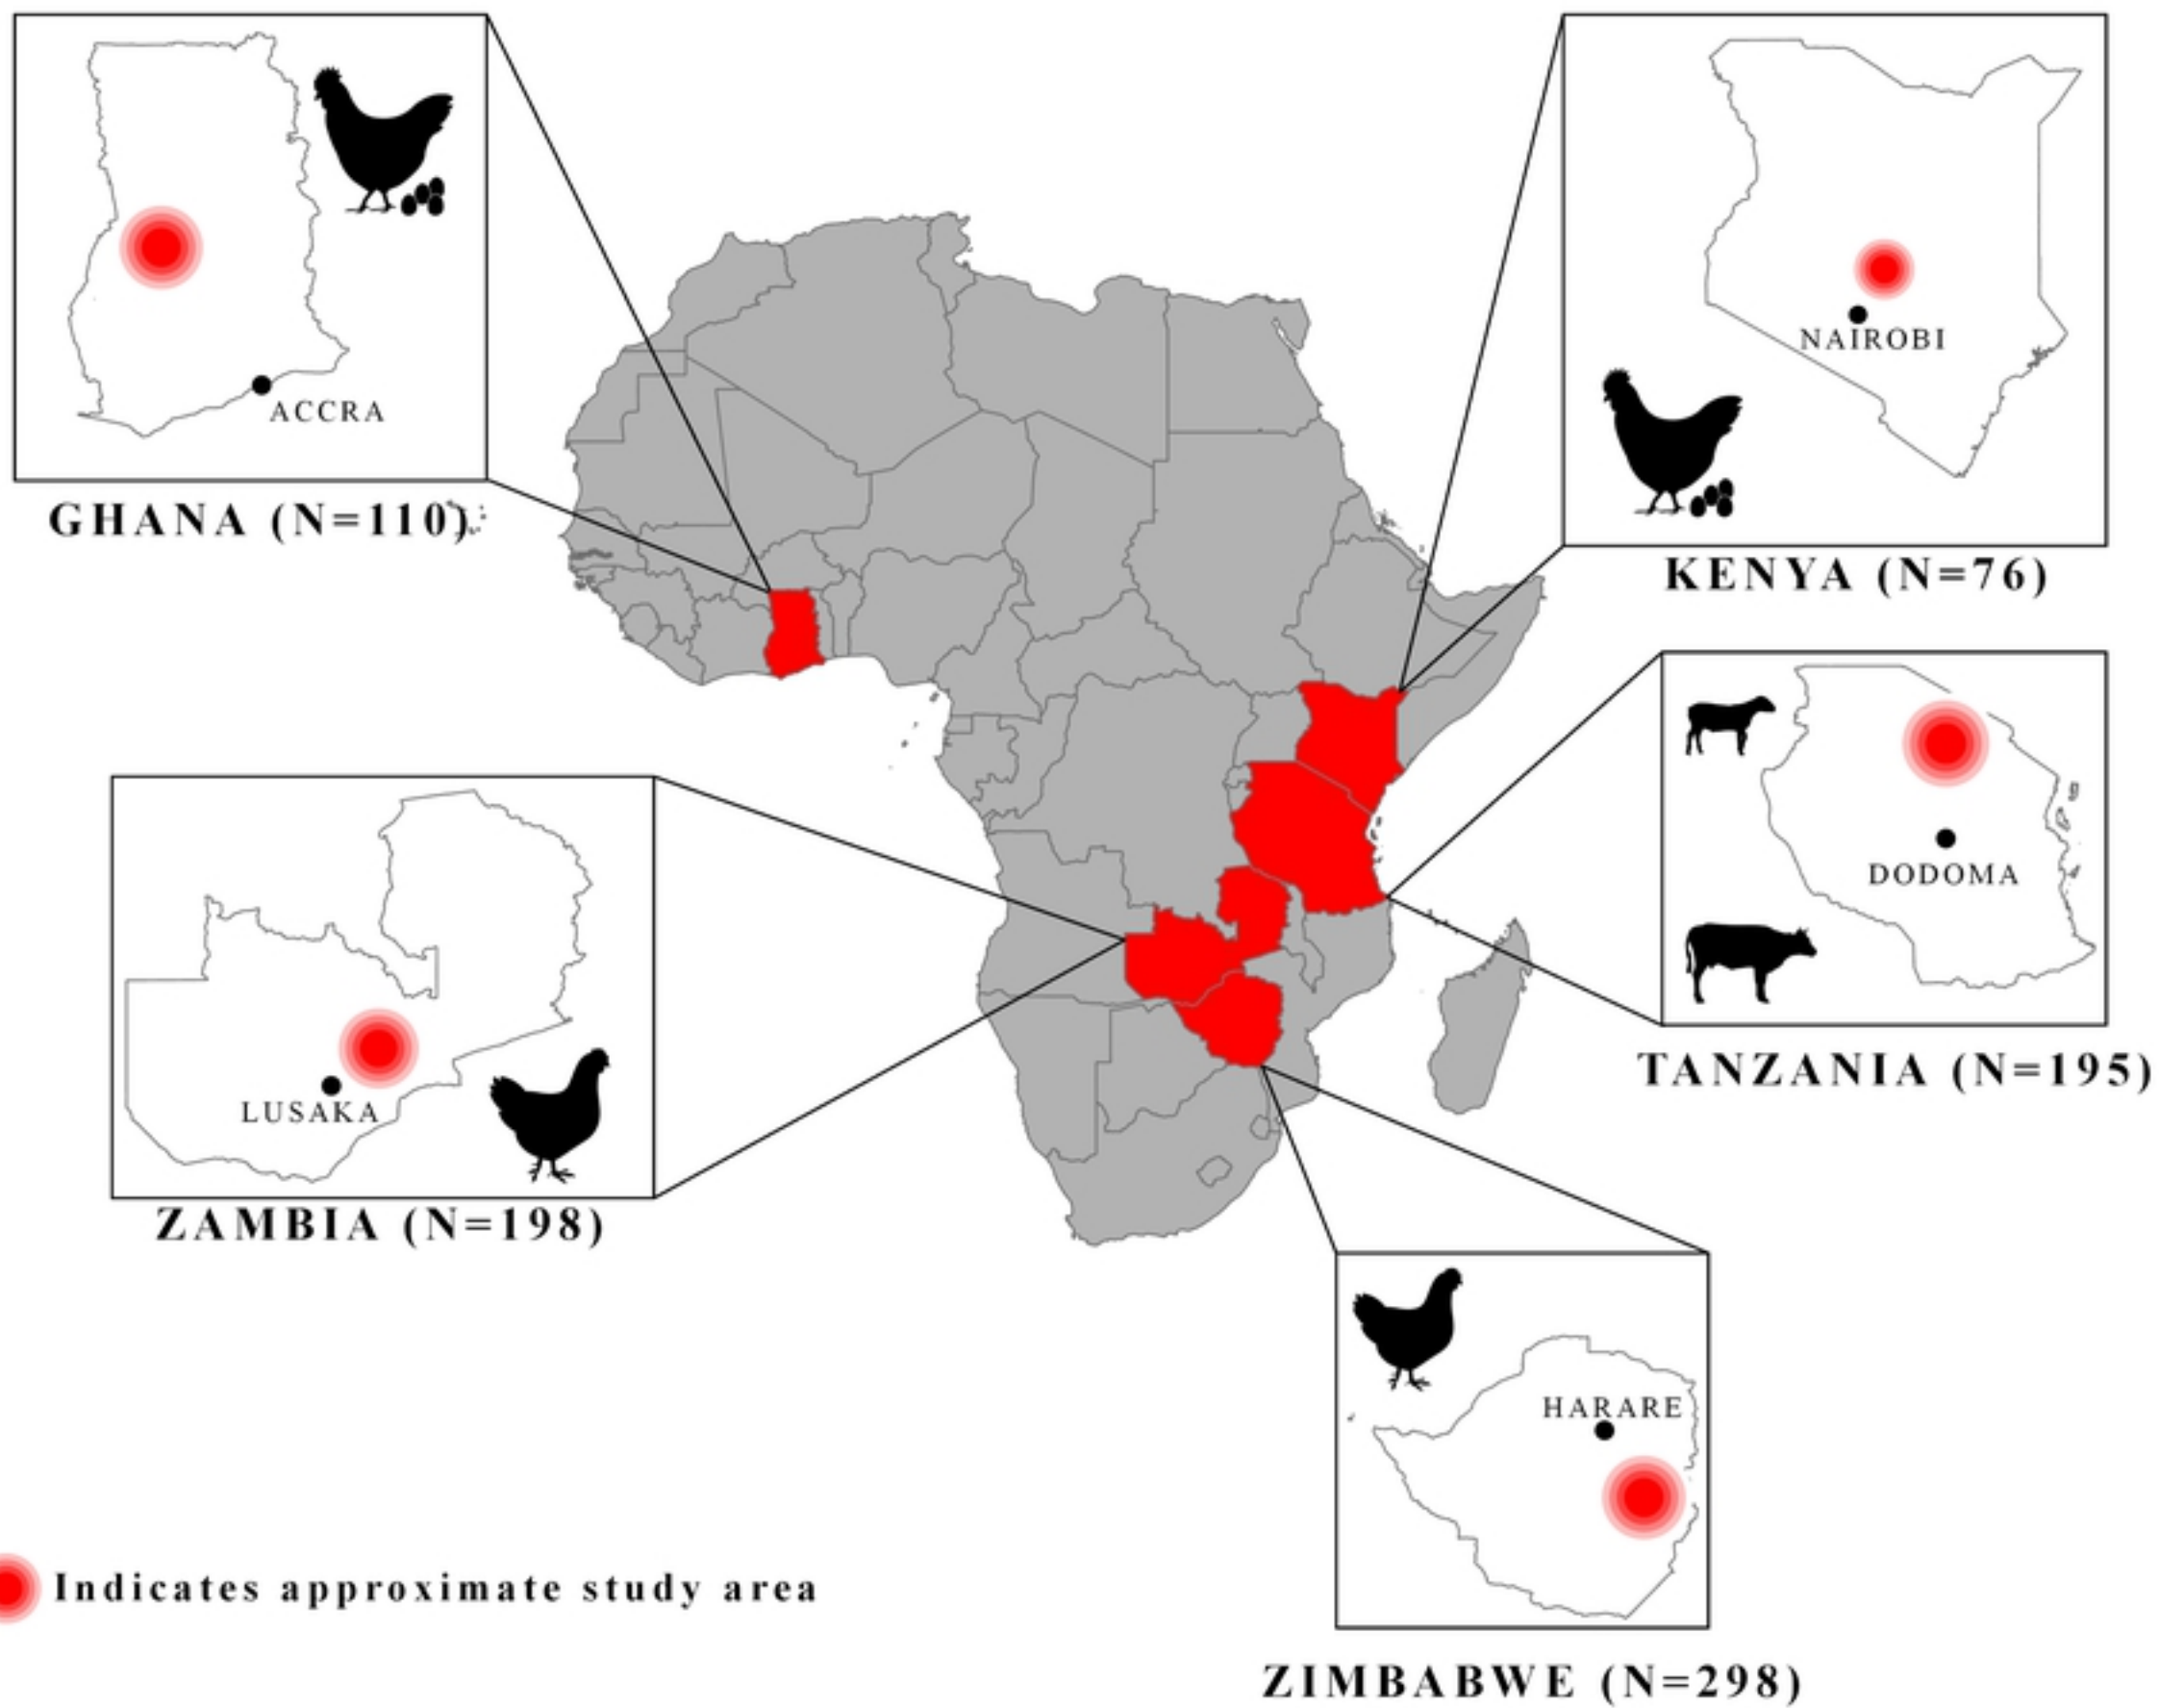 ACCRA
GHANA (N=110)
NAIROBI
KENYA (N=76)
DODOMA
TANZANIA (N=195)
LUSAKA
ZAMBIA (N=198)
HARARE
ZIMBABWE (N=298)
Indicates approximate study area